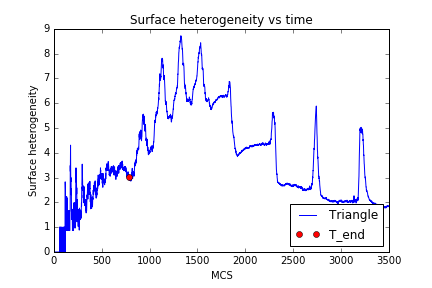 Surface heterogeneity vs time
9
8
7
6
5
4
3
2
1
0
Surface heterogeneity
0 500 1000 1500 2000 2500 3000 3500
MCS
Triangle
T_end